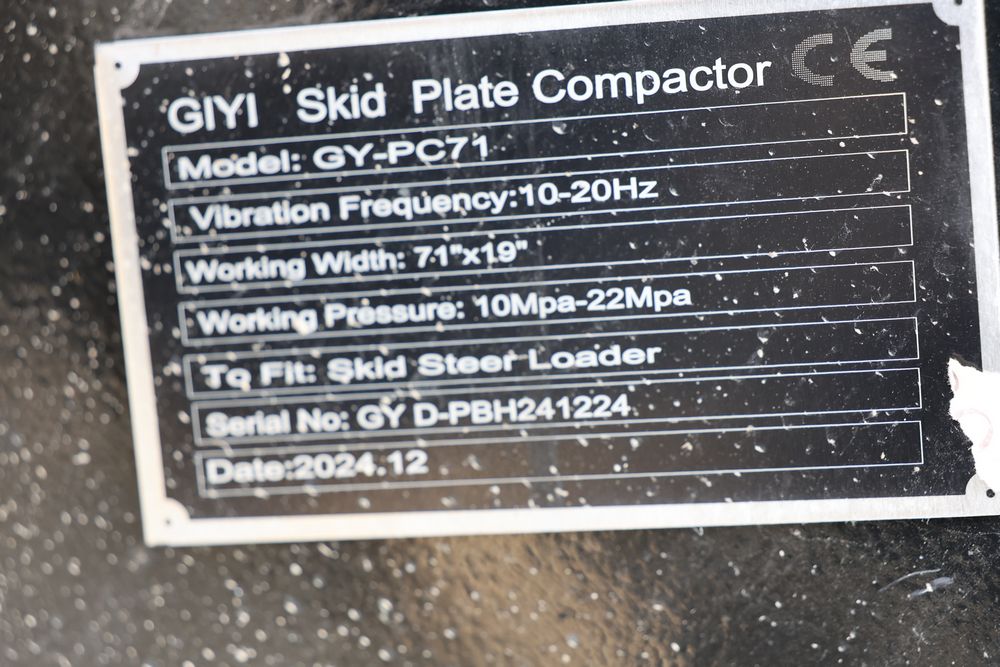 GIYI Skid Plate Compactor CE
Model: GY-PC71
Vibration Frequency:10-20Hz
Working Width: 71"x19"
Working Pressure: 10Mpa-22Mpa
To Fit: Skid Steer Loader
Serial No: GY D-PBH241224
Date:2024.12